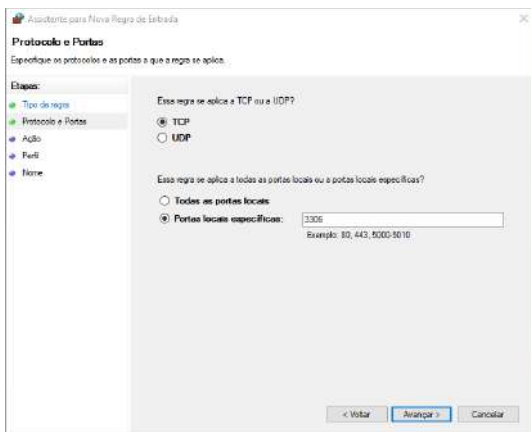 Assistente para Nova Regra de Entrada
Protocolo e Portas
Especifique os protocolos e as portas a que a regra se aplica.
Etapas:
Tipo de regra
Protocolo e Portas
Ação
Perfil
Nome
Essa regra se aplica a TCP ou a UDP?
TCP
UDP
Essa regra se aplica a todas as portas locais ou a portas locais específicas?
Todas as portas locais
Portas locais específicas: 3306
Exemplo: 80, 443, 5000-5010
< Voltar Avançar > Cancelar